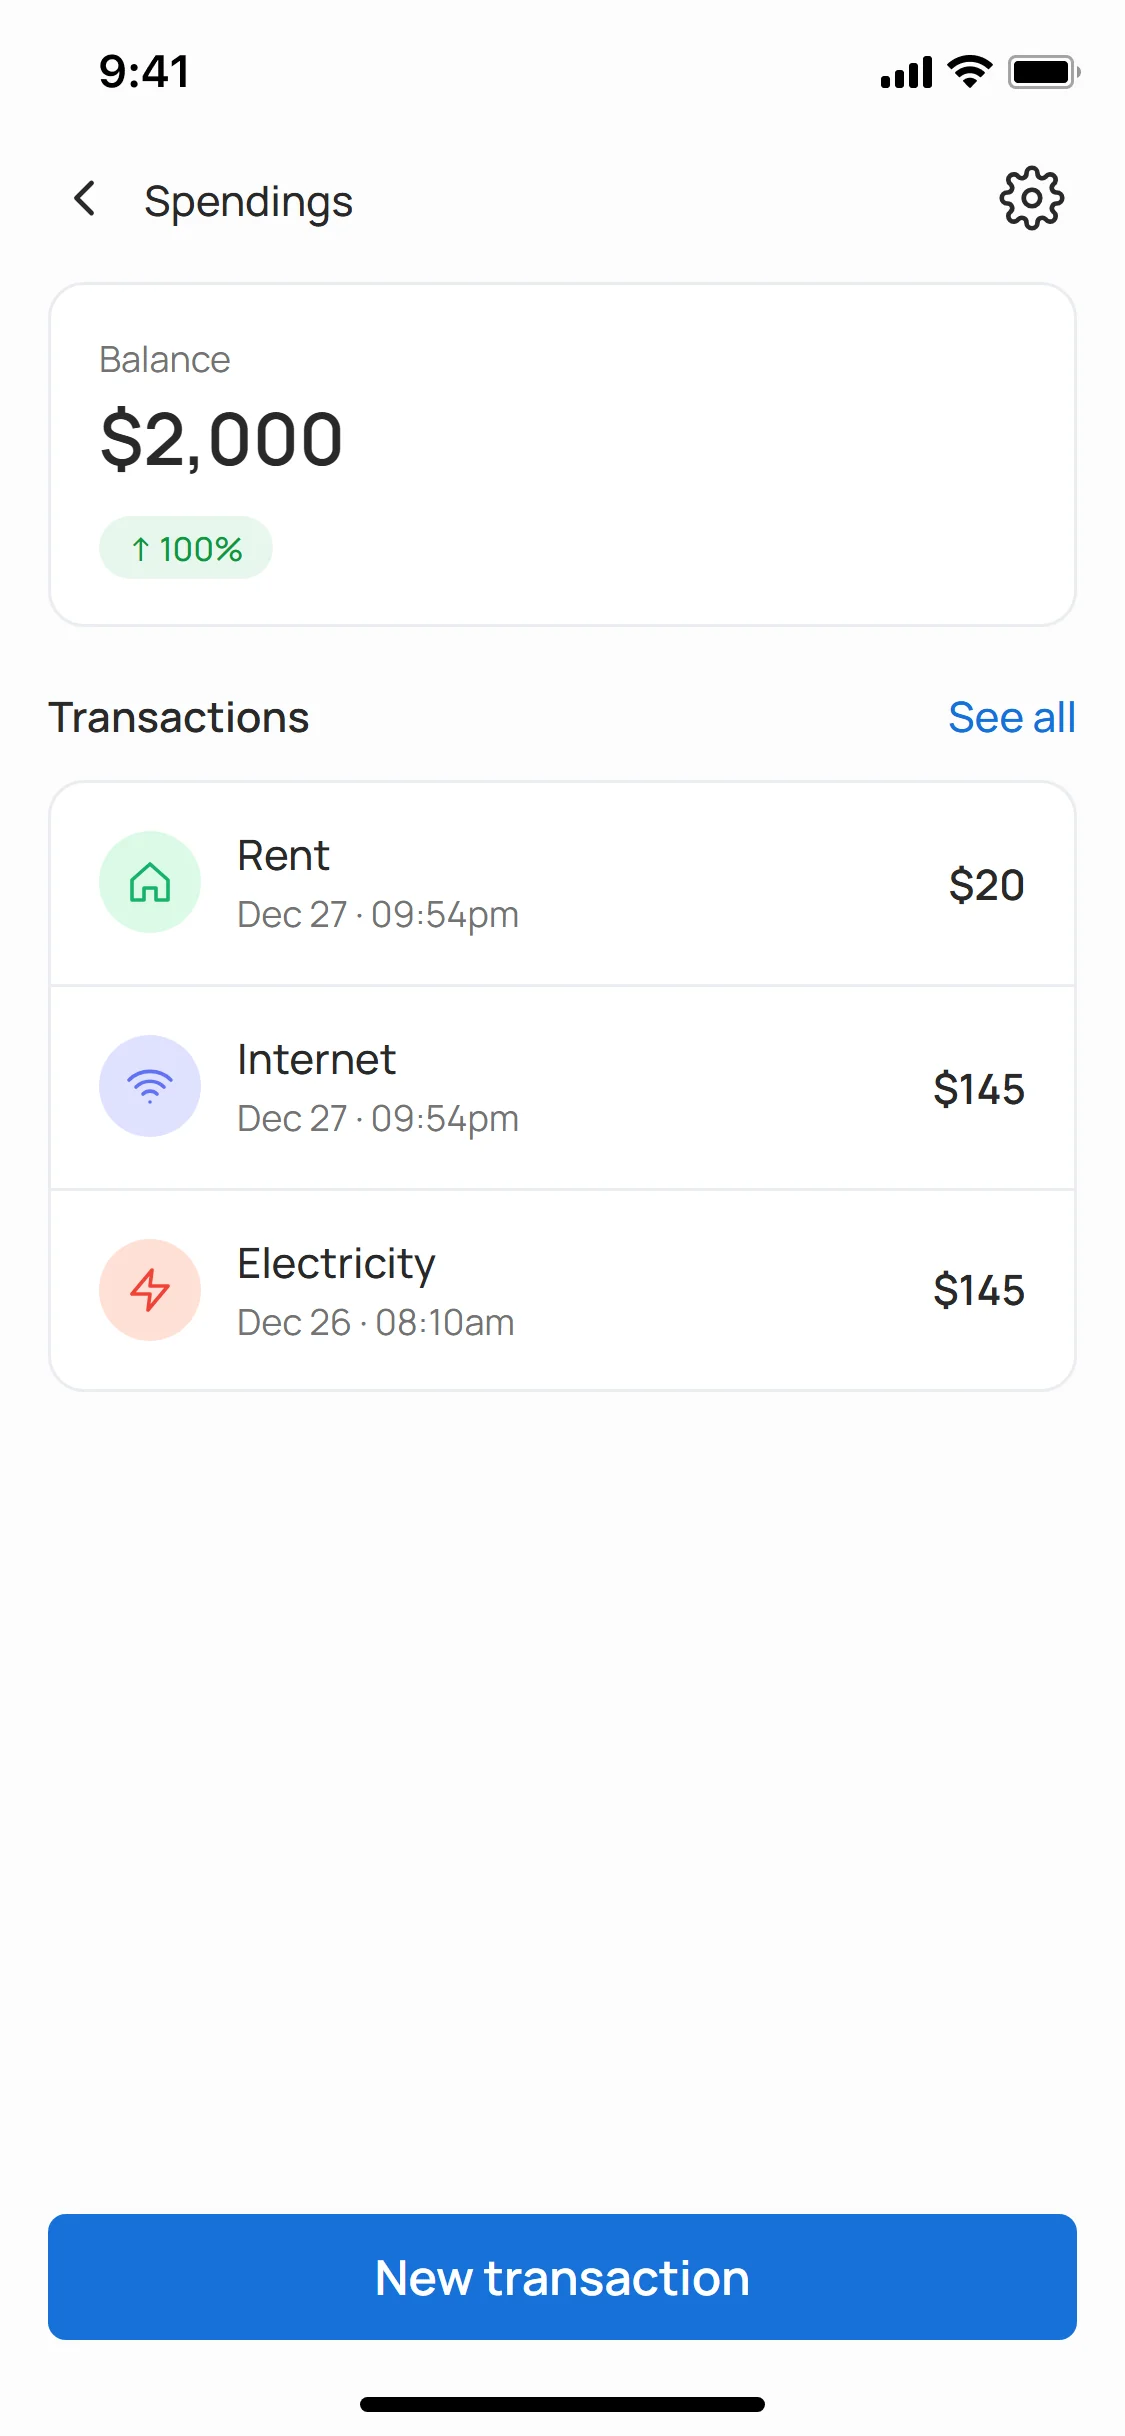 9:41
Spendings
Balance
$2,000
↑ 100%
Transactions
See all
Rent
Dec 27 · 09:54pm
$20
Internet
Dec 27 · 09:54pm
$145
Electricity
Dec 26 · 08:10am
$145
New transaction